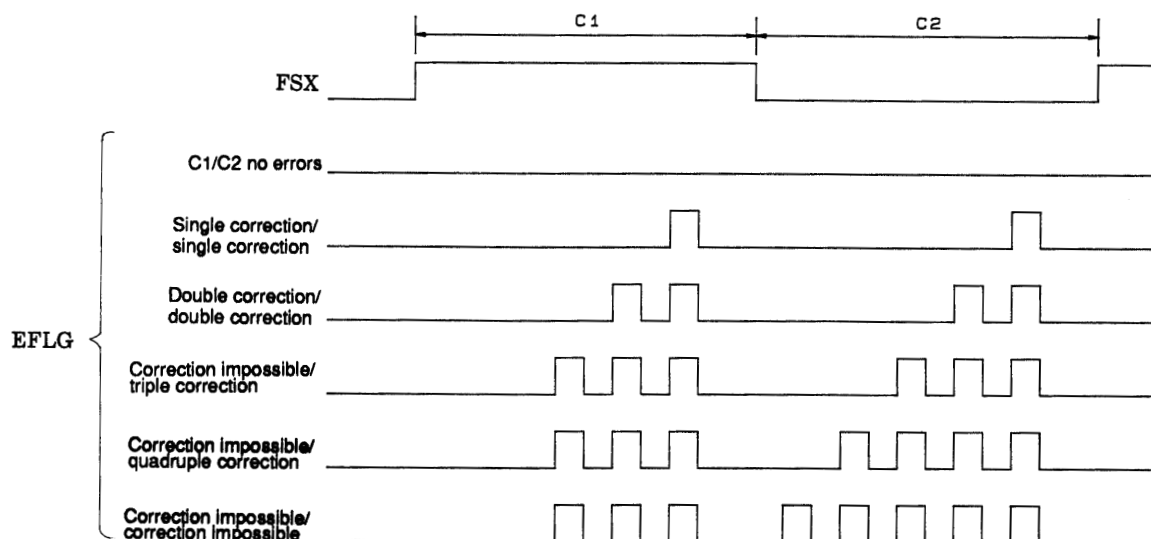 C1
C2
FSX
C1/C2 no errors
Single correction/
single correction
Double correction/
double correction
EFLG
Correction impossible/
triple correction
Correction impossible/
quadruple correction
Correction impossible/
correction impossible